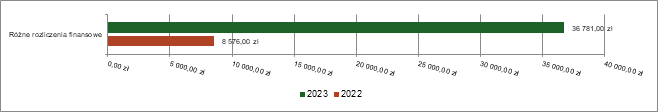 36 781,00 zł
Różne rozliczenia finansowe
8 576,00 zł
0,00 zł 5 000,00 zł 10 000,00 zł 15 000,00 zł 20 000,00 zł 25 000,00 zł 30 000,00 zł 35 000,00 zł 40 000,00 zł
2023 2022